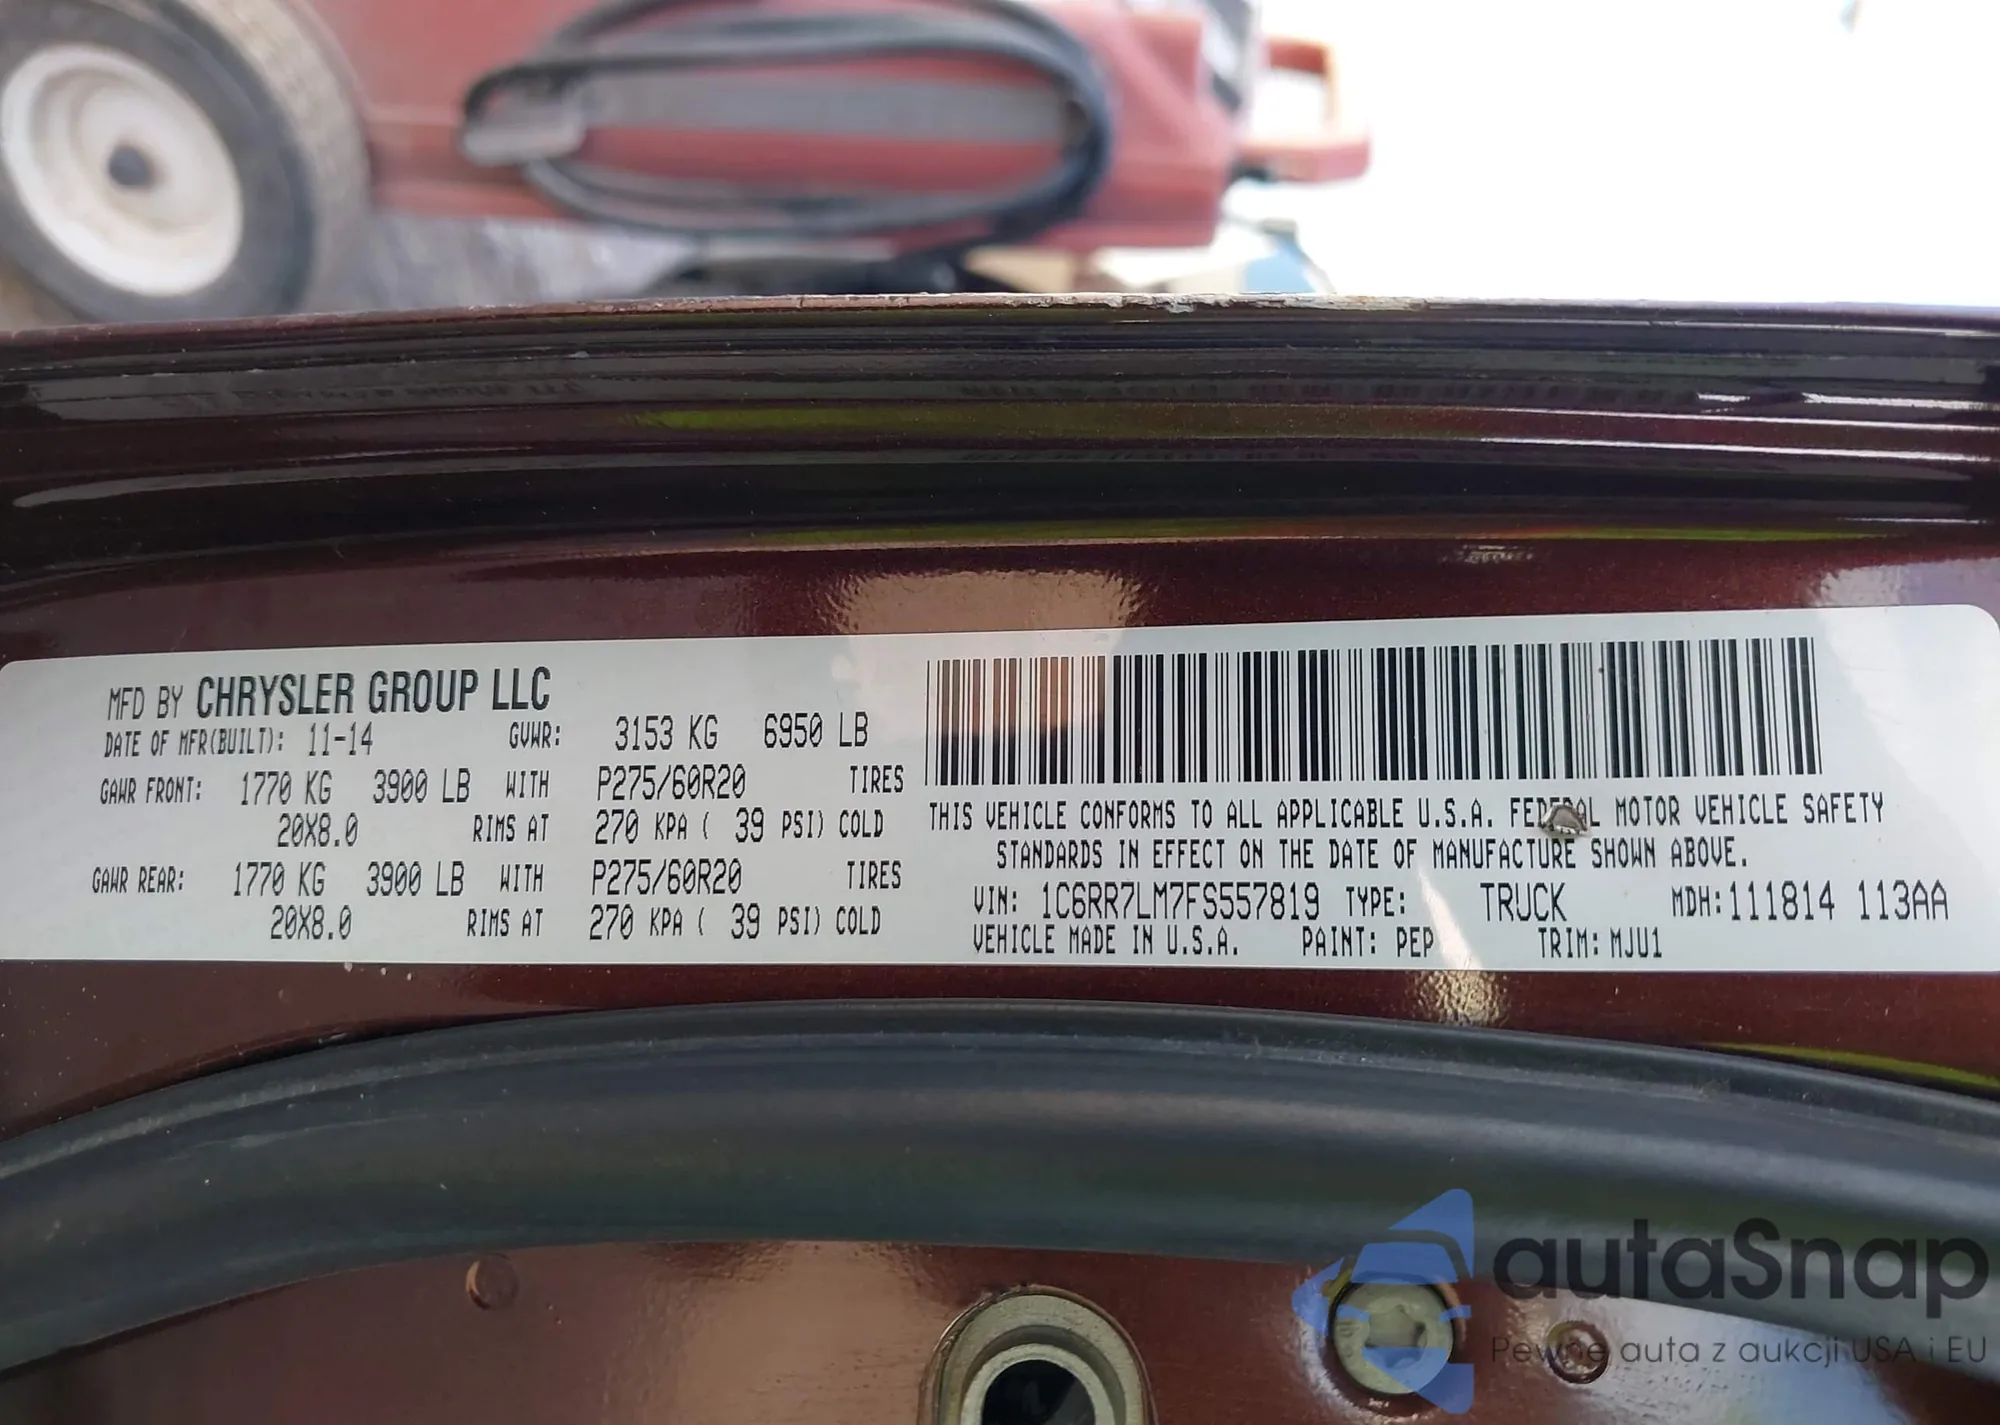 MFD BY CHRYSLER GROUP LLC
DATE OF MFR(BUILT): 11-14 GVWR: 3153 KG 6950 LB
GAWR FRONT: 1770 KG 3900 LB WITH P275/60R20 TIRES
20X8.0 RIMS AT 270 KPA ( 39 PSI) COLD
GAWR REAR: 1770 KG 3900 LB WITH P275/60R20 TIRES
20X8.0 RIMS AT 270 KPA ( 39 PSI) COLD
THIS VEHICLE CONFORMS TO ALL APPLICABLE U.S.A. FEDERAL MOTOR VEHICLE SAFETY
STANDARDS IN EFFECT ON THE DATE OF MANUFACTURE SHOWN ABOVE.
VIN: 1C6RR7LM7FS557819 TYPE: TRUCK MDH: 111814 113AA
VEHICLE MADE IN U.S.A. PAINT: PEP TRIM: MJU1
autaSnap
Pewne auta z aukcji USA i EU